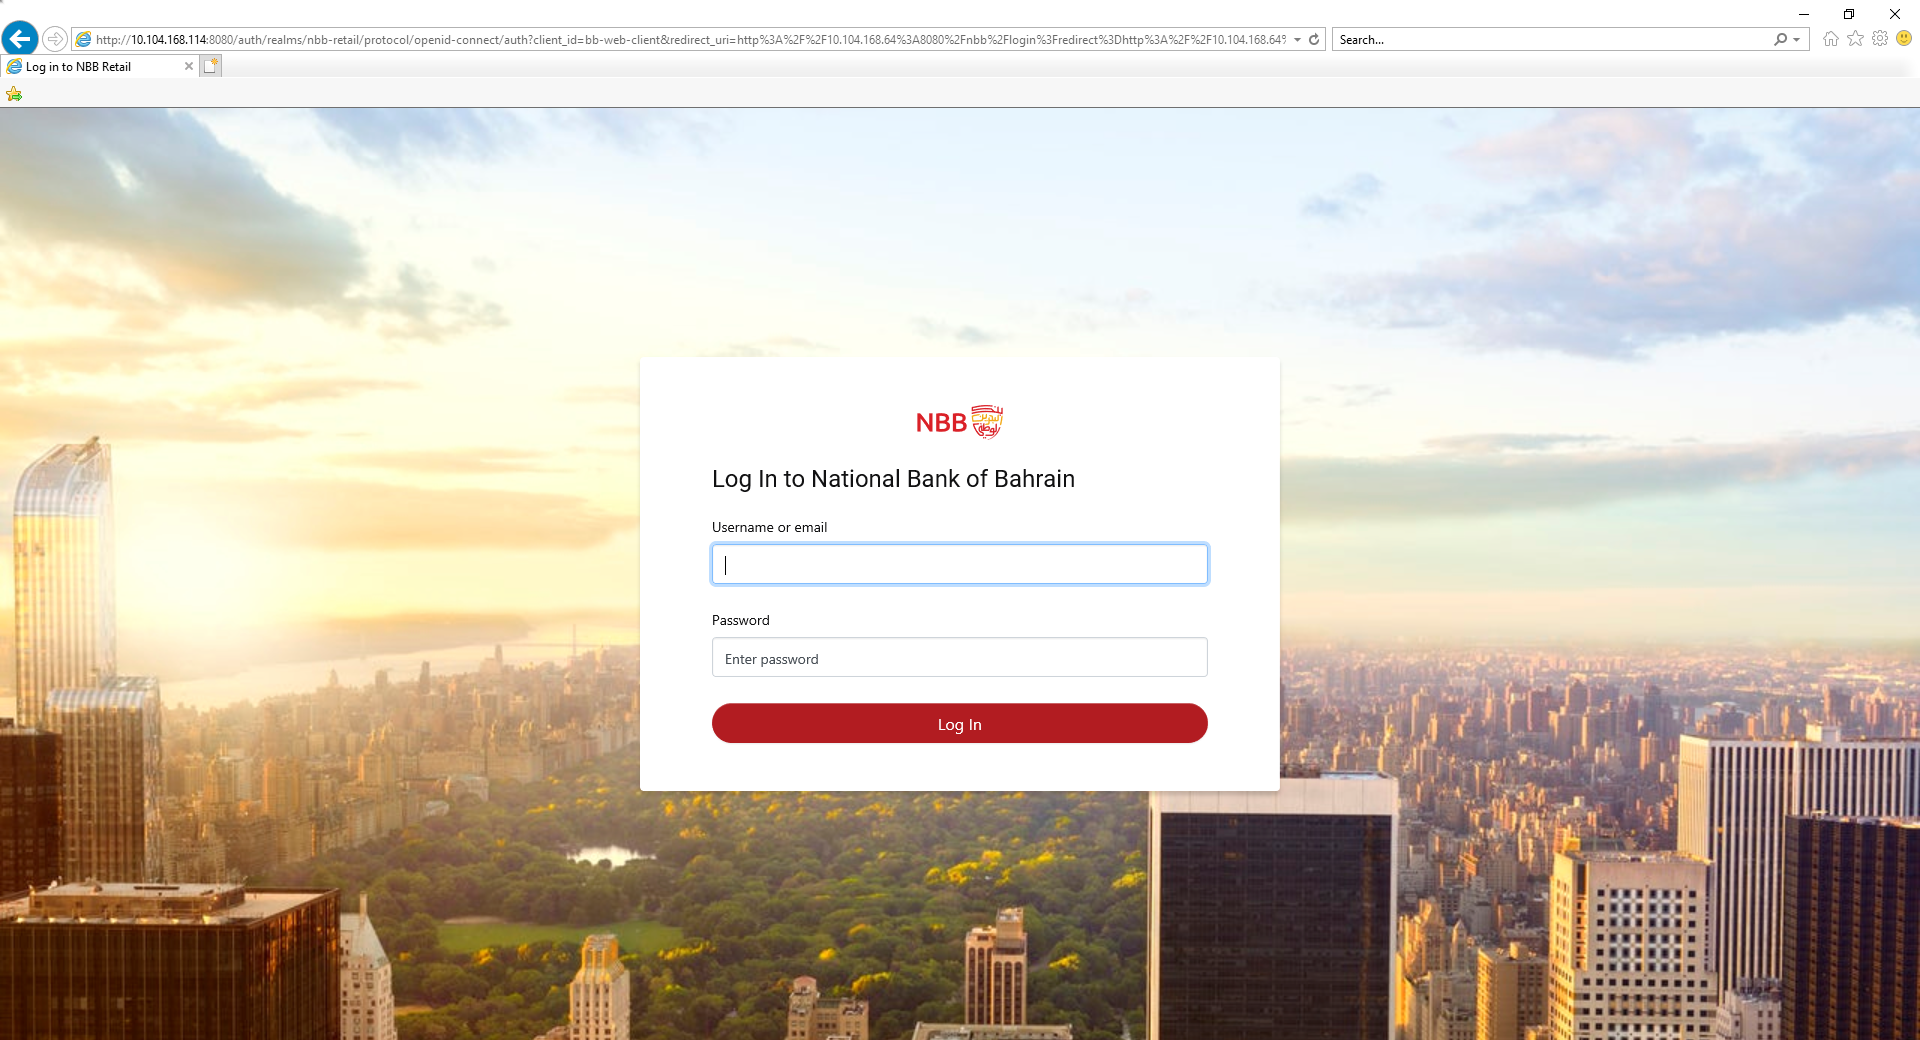 http://10.104.168.114:8080/auth/realms/nbb-retail/protocol/openid-connect/auth?client_id=bb-web-client&redirect_uri=http%3A%2F%2F10.104.168.64%3A8080%2Fnbb%2Flogin%3Fredirect%3Dhttp%3A%2F%2F10.104.168.64%
Search...
Log in to NBB Retail
NBB
Log In to National Bank of Bahrain
Username or email
Password
Enter password
Log In